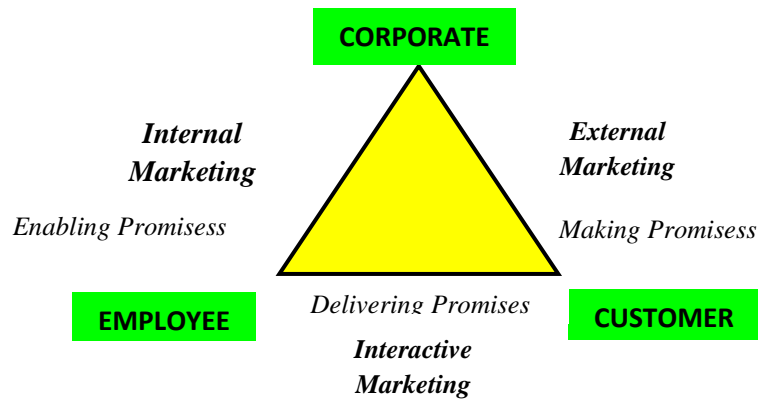 CORPORATE
Internal
Marketing
External
Marketing
Enabling Promisess
Making Promisess
EMPLOYEE
Delivering Promises
CUSTOMER
Interactive
Marketing